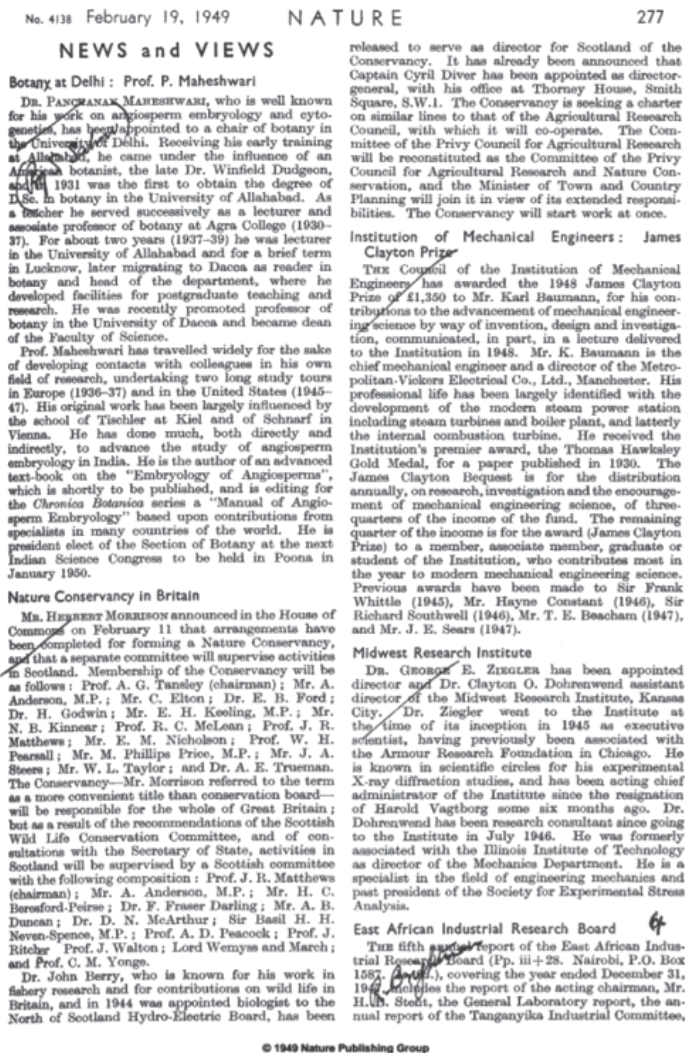 No. 4138 February 19, 1949 NATURE 277
NEWS and VIEWS
Botany at Delhi : Prof. P. Maheshwari
DR. PANCHANAN MAHESHWARI, who is well known
for his work on angiosperm embryology and cyto-
genetics, has been appointed to a chair of botany in
the University of Delhi. Receiving his early training
at Allahabad, he came under the influence of an
American botanist, the late Dr. Winfield Dudgeon,
and in 1931 was the first to obtain the degree of
D.Sc. in botany in the University of Allahabad. As
a teacher he served successively as a lecturer and
associate professor of botany at Agra College (1930–
37). For about two years (1937–39) he was lecturer
in the University of Allahabad and for a brief term
in Lucknow, later migrating to Dacca as reader in
botany and head of the department, where he
developed facilities for postgraduate teaching and
research. He was recently promoted professor of
botany in the University of Dacca and became dean
of the Faculty of Science.
Prof. Maheshwari has travelled widely for the sake
of developing contacts with colleagues in his own
field of research, undertaking two long study tours
in Europe (1936–37) and in the United States (1945–
47). His original work has been largely influenced by
the school of Tischler at Kiel and of Schnarf in
Vienna. He has done much, both directly and
indirectly, to advance the study of angiosperm
embryology in India. He is the author of an advanced
text-book on the "Embryology of Angiosperms",
which is shortly to be published, and is editing for
the Chronica Botanica series a "Manual of Angio-
sperm Embryology" based upon contributions from
specialists in many countries of the world. He is
president elect of the Section of Botany at the next
Indian Science Congress to be held in Poona in
January 1950.
Nature Conservancy in Britain
MR. HERBERT MORRISON announced in the House of
Commons on February 11 that arrangements have
been completed for forming a Nature Conservancy,
and that a separate committee will supervise activities
in Scotland. Membership of the Conservancy will be
as follows : Prof. A. G. Tansley (chairman) ; Mr. A.
Anderson, M.P. ; Mr. C. Elton ; Dr. E. B. Ford ;
Dr. H. Godwin ; Mr. E. H. Keeling, M.P. ; Mr.
N. B. Kinnear ; Prof. R. C. McLean ; Prof. J. R.
Matthews ; Mr. E. M. Nicholson ; Prof. W. H.
Pearsall ; Mr. M. Phillips Price, M.P. ; Mr. J. A.
Steers ; Mr. W. L. Taylor ; and Dr. A. E. Trueman.
The Conservancy—Mr. Morrison referred to the term
as a more convenient title than conservation board—
will be responsible for the whole of Great Britain ;
but as a result of the recommendations of the Scottish
Wild Life Conservation Committee, and of con-
sultations with the Secretary of State, activities in
Scotland will be supervised by a Scottish committee
with the following composition : Prof. J. R. Matthews
(chairman) ; Mr. A. Anderson, M.P. ; Mr. H. C.
Beresford-Peirse ; Dr. F. Fraser Darling ; Mr. A. B.
Duncan ; Dr. D. N. McArthur ; Sir Basil H. H.
Neven-Spence, M.P. ; Prof. A. D. Peacock ; Prof. J.
Ritchie Prof. J. Walton ; Lord Wemyss and March ;
and Prof. C. M. Yonge.
Dr. John Berry, who is known for his work in
fishery research and for contributions on wild life in
Britain, and in 1944 was appointed biologist to the
North of Scotland Hydro-Electric Board, has been
released to serve as director for Scotland of the
Conservancy. It has already been announced that
Captain Cyril Diver has been appointed as director-
general, with his office at Thorney House, Smith
Square, S.W.1. The Conservancy is seeking a charter
on similar lines to that of the Agricultural Research
Council, with which it will co-operate. The Com-
mittee of the Privy Council for Agricultural Research
will be reconstituted as the Committee of the Privy
Council for Agricultural Research and Nature Con-
servation, and the Minister of Town and Country
Planning will join it in view of its extended responsi-
bilities. The Conservancy will start work at once.
Institution of Mechanical Engineers : James
Clayton Prize
THE Council of the Institution of Mechanical
Engineers has awarded the 1948 James Clayton
Prize of £1,350 to Mr. Karl Baumann, for his con-
tributions to the advancement of mechanical engineer-
ing science by way of invention, design and investiga-
tion, communicated, in part, in a lecture delivered
to the Institution in 1948. Mr. K. Baumann is the
chief mechanical engineer and a director of the Metro-
politan-Vickers Electrical Co., Ltd., Manchester. His
professional life has been largely identified with the
development of the modern steam power station
including steam turbines and boiler plant, and latterly
the internal combustion turbine. He received the
Institution's premier award, the Thomas Hawksley
Gold Medal, for a paper published in 1930. The
James Clayton Bequest is for the distribution
annually, on research, investigation and the encourage-
ment of mechanical engineering science, of three-
quarters of the income of the fund. The remaining
quarter of the income is for the award (James Clayton
Prize) to a member, associate member, graduate or
student of the Institution, who contributes most in
the year to modern mechanical engineering science.
Previous awards have been made to Sir Frank
Whittle (1945), Mr. Hayne Constant (1946), Sir
Richard Southwell (1946), Mr. T. E. Beacham (1947),
and Mr. J. E. Sears (1947).
Midwest Research Institute
DR. GEORGE E. ZIEGLER has been appointed
director and Dr. Clayton O. Dohrenwend assistant
director of the Midwest Research Institute, Kansas
City. Dr. Ziegler went to the Institute at
the time of its inception in 1945 as executive
scientist, having previously been associated with
the Armour Research Foundation in Chicago. He
is known in scientific circles for his experimental
X-ray diffraction studies, and has been acting chief
administrator of the Institute since the resignation
of Harold Vagtborg some six months ago. Dr.
Dohrenwend has been research consultant since going
to the Institute in July 1946. He was formerly
associated with the Illinois Institute of Technology
as director of the Mechanics Department. He is a
specialist in the field of engineering mechanics and
past president of the Society for Experimental Stress
Analysis.
East African Industrial Research Board
THE fifth annual report of the East African Indus-
trial Research Board (Pp. iii+28. Nairobi, P.O. Box
1587. ), covering the year ended December 31,
includes the report of the acting chairman, Mr.
H. B. Stent, the General Laboratory report, the an-
nual report of the Tanganyika Industrial Committee,
© 1949 Nature Publishing Group